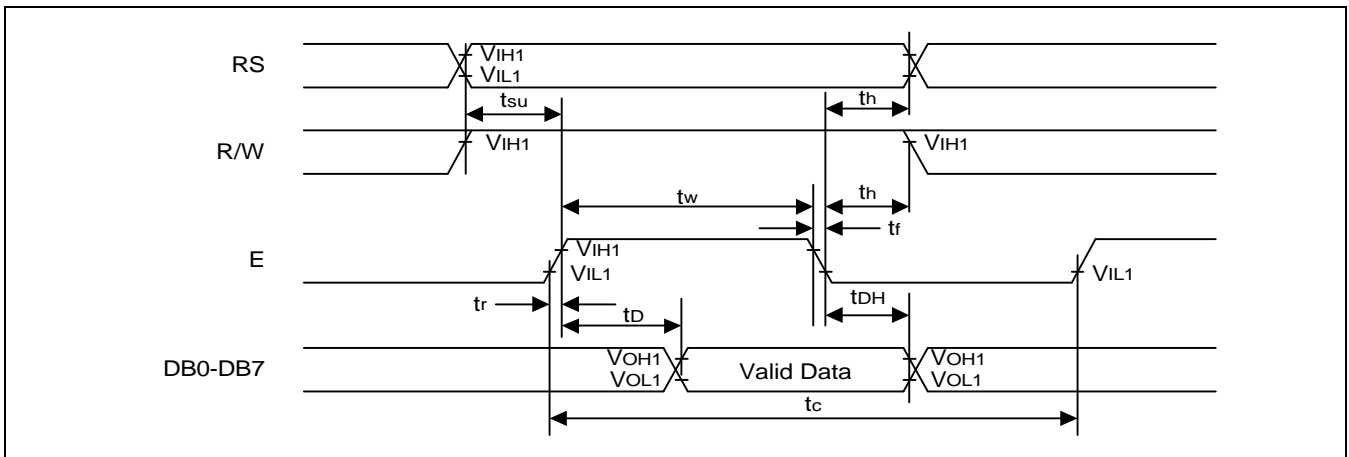 RS
VIH1
VIL1
tsu
th
R/W
VIH1
VIH1
tw
th
tf
E
VIH1
VIL1
VIL1
tr
tD
tDH
DB0-DB7
VOH1
VOL1
Valid Data
VOH1
VOL1
tc